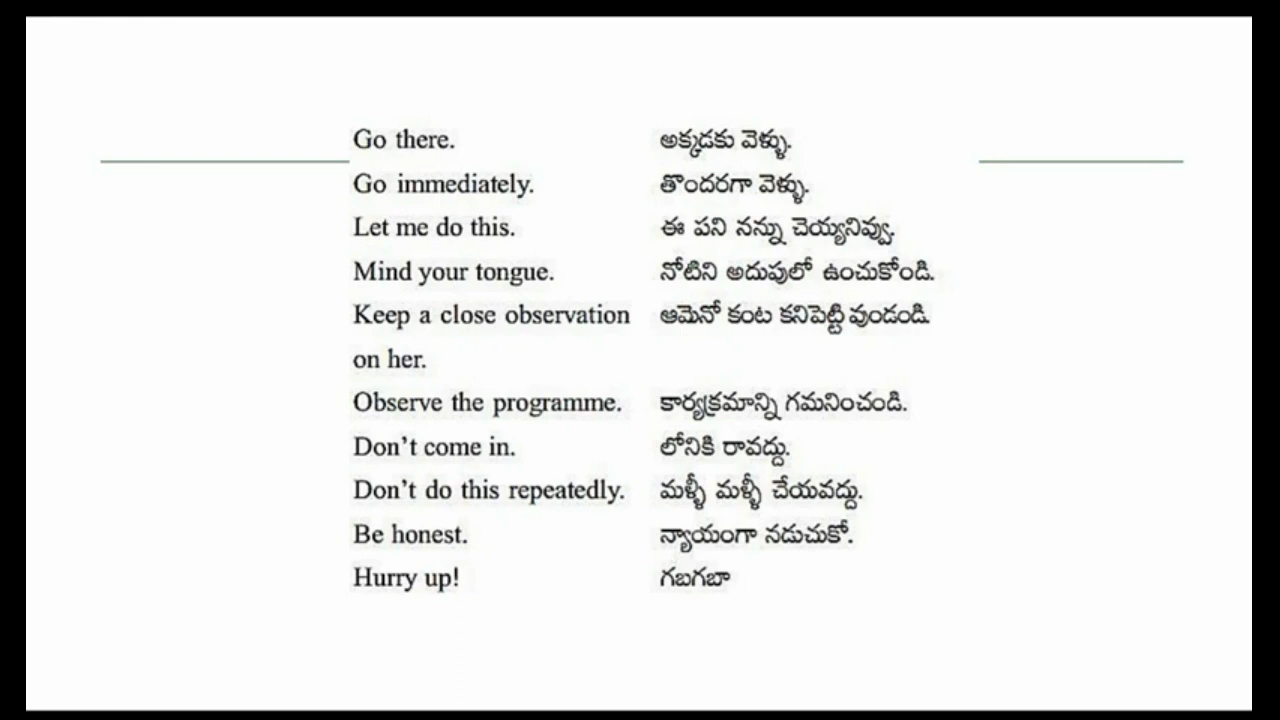 Go there. అక్కడకు వెళ్ళు.
Go immediately. తొందరగా వెళ్ళు.
Let me do this. ఈ పని నన్ను చెయ్యనివ్వు.
Mind your tongue. నోటిని అదుపులో ఉంచుకోండి.
Keep a close observation ఆమెనో కంట కనిపెట్టి వుండండి.
on her.
Observe the programme. కార్యక్రమాన్ని గమనించండి.
Don't come in. లోనికి రావద్దు.
Don't do this repeatedly. మళ్ళీ మళ్ళీ చేయవద్దు.
Be honest. న్యాయంగా నడుచుకో.
Hurry up! గబగబా